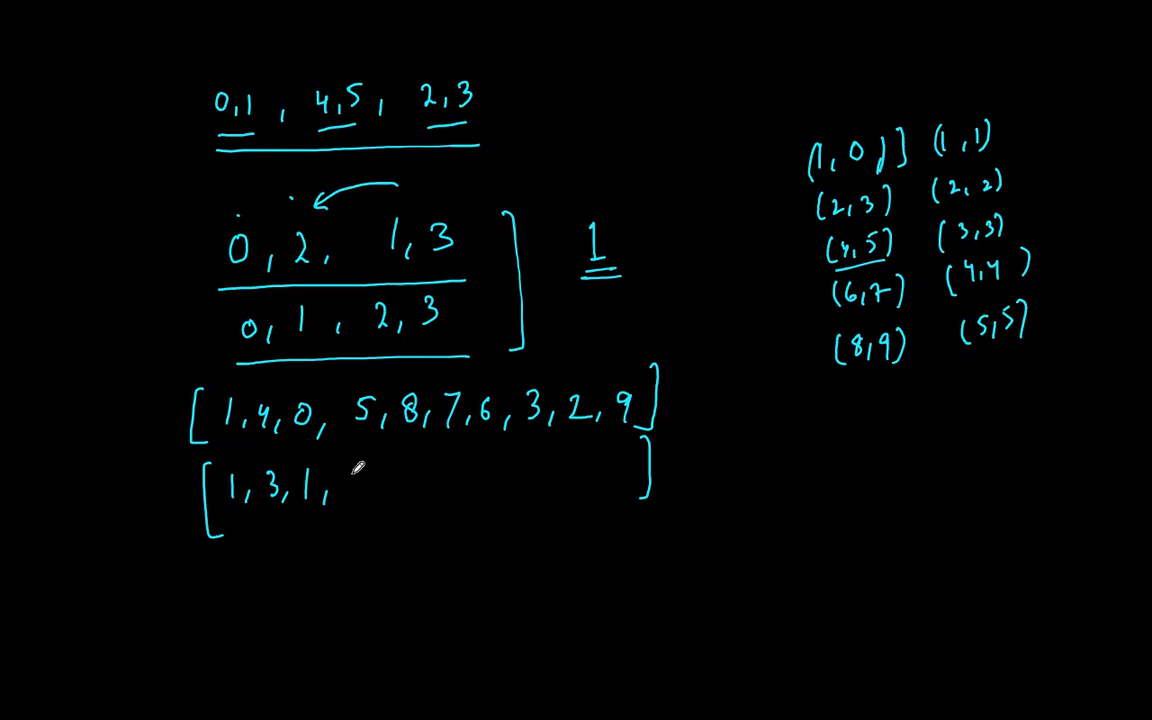 0,1 , 4,5, 2,3
0, 2, 1,3 ] 1
0, 1, 2, 3
[1,4,0, 5,8,7,6,3,2,9]
[1,3,1, ]
(1,0)] (1,1)
(2,3) (2,2)
(4,5) (3,3)
(6,7) (4,4)
(8,9) (5,5)